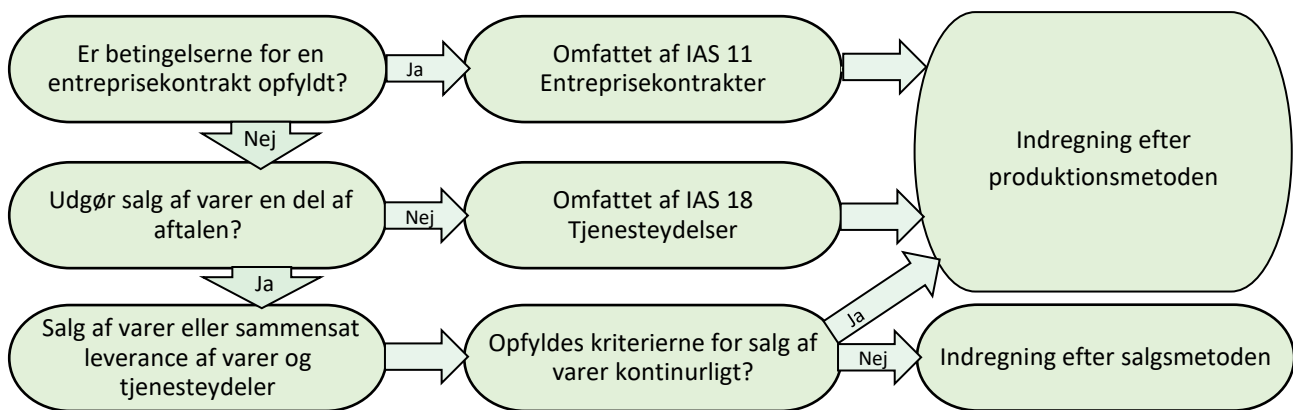 Er betingelserne for en
entreprisekontrakt opfyldt?
Ja
Omfattet af IAS 11
Entreprisekontrakter
Indregning efter
produktionsmetoden
Nej
Udgør salg af varer en del af
aftalen?
Nej
Omfattet af IAS 18
Tjenesteydelser
Ja
Salg af varer eller sammensat
leverance af varer og
tjenesteydeler
Opfyldes kriterierne for salg af
varer kontinurligt?
Ja
Nej
Indregning efter salgsmetoden